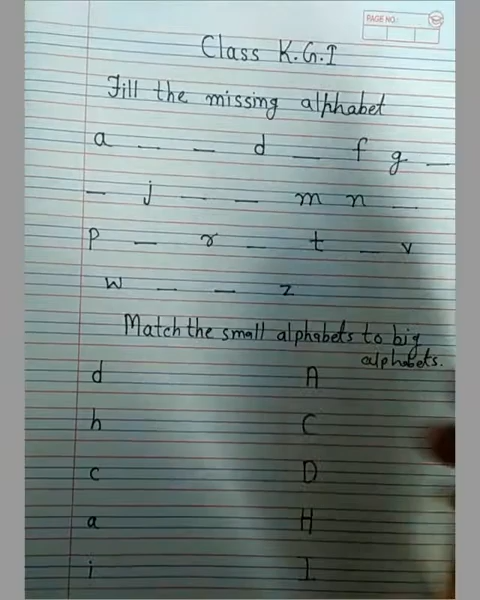 PAGE NO.:
Class K.G.I
Fill the missing alphabet
a _ _ d _ f g _
_ j _ _ m n _
p _ r _ t _ v
w _ _ z
Match the small alphabets to big
alphabets.
d A
h C
c D
a H
i I